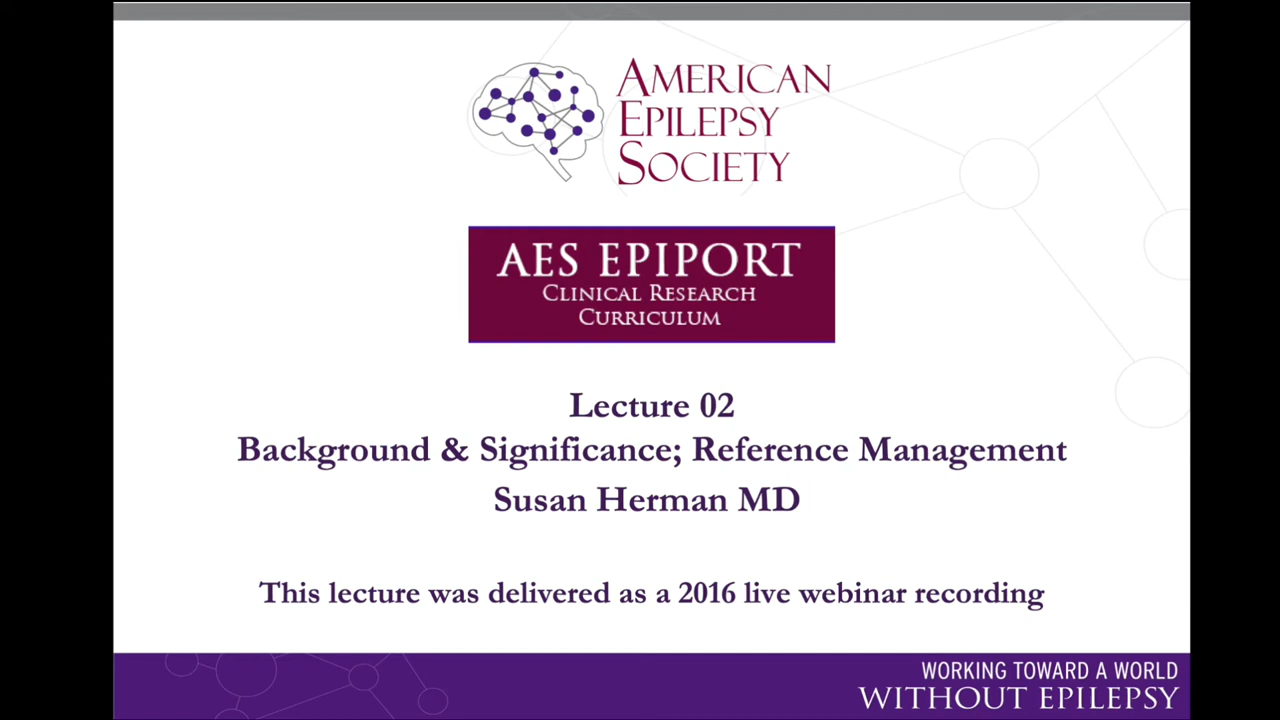 AMERICAN
EPILEPSY
SOCIETY
AES EPIPORT
CLINICAL RESEARCH
CURRICULUM
Lecture 02
Background & Significance; Reference Management
Susan Herman MD
This lecture was delivered as a 2016 live webinar recording
WORKING TOWARD A WORLD
WITHOUT EPILEPSY